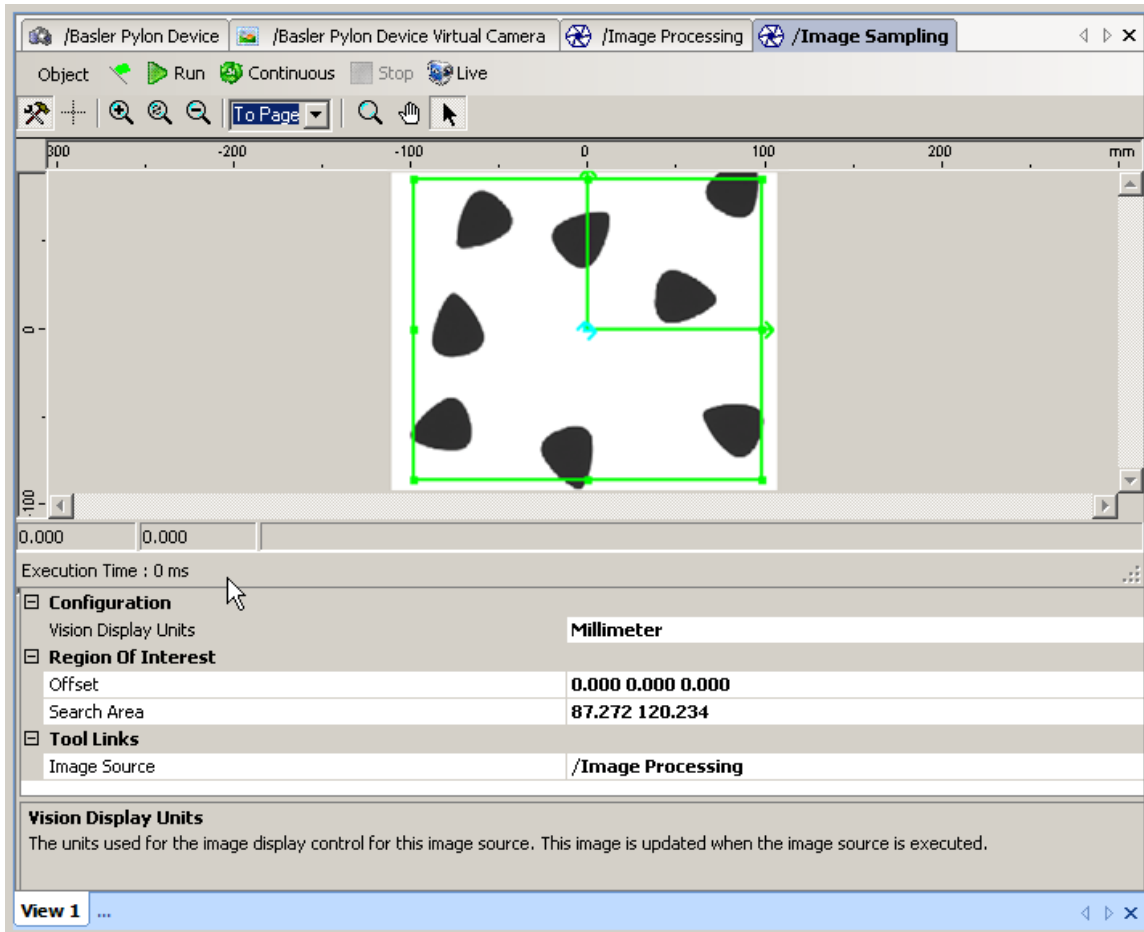 /Basler Pylon Device /Basler Pylon Device Virtual Camera /Image Processing /Image Sampling
Object Run Continuous Stop Live
To Page
300 -200 -100 0 100 200 mm
0
-100
0.000 0.000
Execution Time : 0 ms
Configuration
Vision Display Units Millimeter
Region Of Interest
Offset 0.000 0.000 0.000
Search Area 87.272 120.234
Tool Links
Image Source /Image Processing
Vision Display Units
The units used for the image display control for this image source. This image is updated when the image source is executed.
View 1 ...